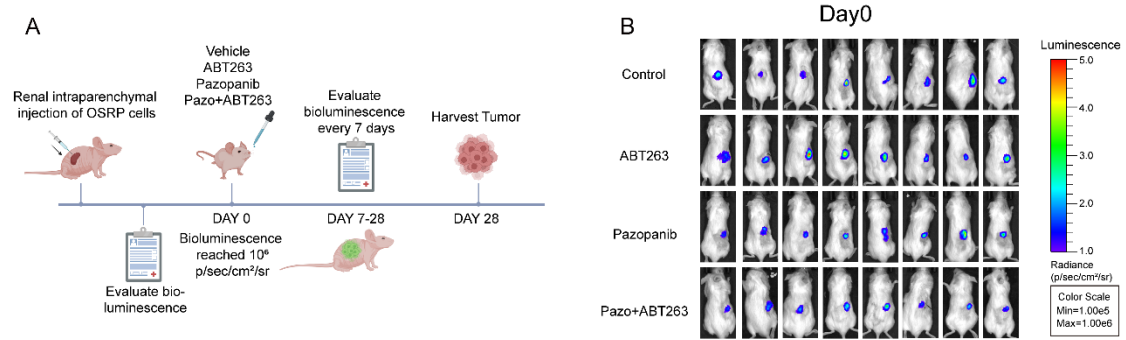 A
Vehicle
ABT263
Pazopanib
Pazo+ABT263
Renal intraparenchymal
injection of OSRP cells
Evaluate
bioluminescence
every 7 days
Harvest Tumor
DAY 0
DAY 7-28
DAY 28
Bioluminescence
reached 10⁶
p/sec/cm²/sr
Evaluate bio-
luminescence
B
Day0
Control
ABT263
Pazopanib
Pazo+ABT263
Luminescence
5.0
4.0
3.0
2.0
1.0
Radiance
(p/sec/cm²/sr)
Color Scale
Min=1.00e5
Max=1.00e6